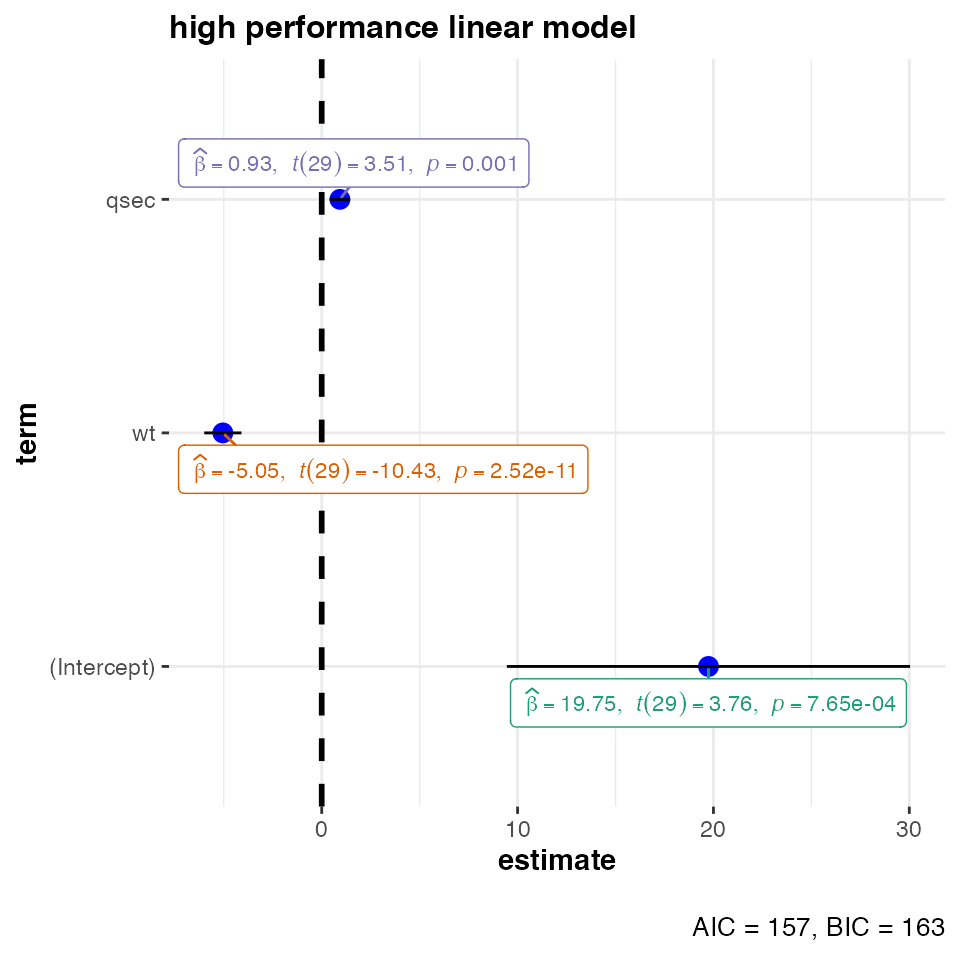 high performance linear model
term
qsec
β̂ = 0.93, t(29) = 3.51, p = 0.001
wt
β̂ = -5.05, t(29) = -10.43, p = 2.52e-11
(Intercept)
β̂ = 19.75, t(29) = 3.76, p = 7.65e-04
0 10 20 30
estimate
AIC = 157, BIC = 163